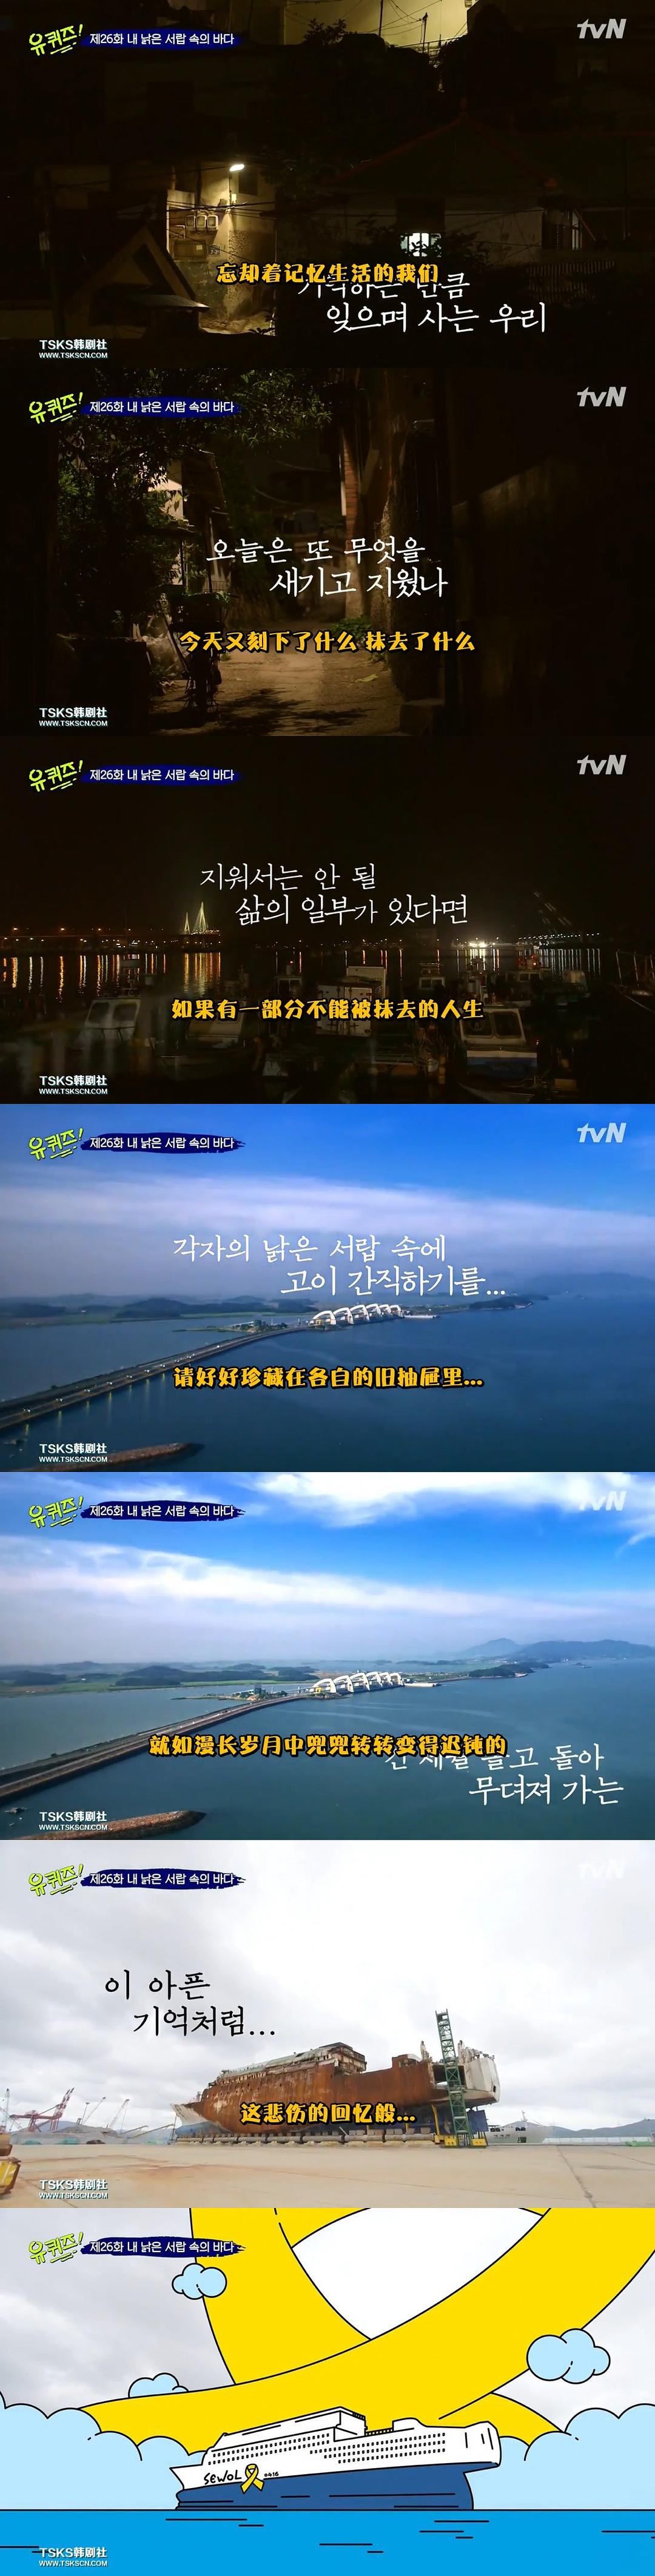 유퀴즈!
제26화 내 낡은 서랍 속의 바다
tvN
忘却着记忆生活的我们
잊으며 사는 우리
TSKS韩剧社
WWW.TSKSCN.COM
유퀴즈!
제26화 내 낡은 서랍 속의 바다
tvN
오늘은 또 무엇을
새기고 지웠나
今天又刻下了什么 抹去了什么
TSKS韩剧社
WWW.TSKSCN.COM
유퀴즈!
제26화 내 낡은 서랍 속의 바다
tvN
지워서는 안 될
삶의 일부가 있다면
如果有一部分不能被抹去的人生
TSKS韩剧社
WWW.TSKSCN.COM
유퀴즈!
제26화 내 낡은 서랍 속의 바다
tvN
각자의 낡은 서랍 속에
고이 간직하기를...
请好好珍藏在各自的旧抽屉里...
TSKS韩剧社
WWW.TSKSCN.COM
유퀴즈!
제26화 내 낡은 서랍 속의 바다
tvN
就如漫长岁月中兜兜转转变得迟钝的
돌아
무뎌져 가는
TSKS韩剧社
WWW.TSKSCN.COM
유퀴즈!
제26화 내 낡은 서랍 속의 바다
tvN
이 아픈
기억처럼...
这悲伤的回忆般...
TSKS韩剧社
WWW.TSKSCN.COM
유퀴즈!
제26화 내 낡은 서랍 속의 바다
SEWOL
0416
TSKS韩剧社
WWW.TSKSCN.COM